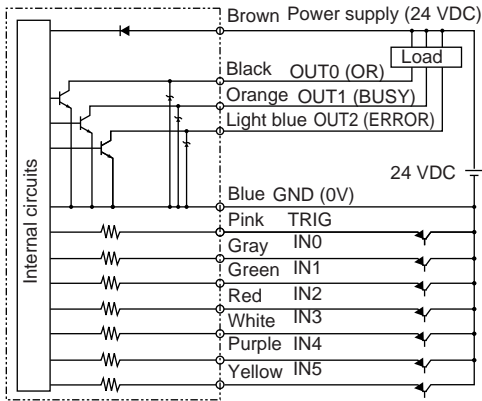 Brown Power supply (24 VDC)
Load
Black OUT0 (OR)
Orange OUT1 (BUSY)
Light blue OUT2 (ERROR)
24 VDC
Internal circuits
Blue GND (0V)
Pink TRIG
Gray IN0
Green IN1
Red IN2
White IN3
Purple IN4
Yellow IN5